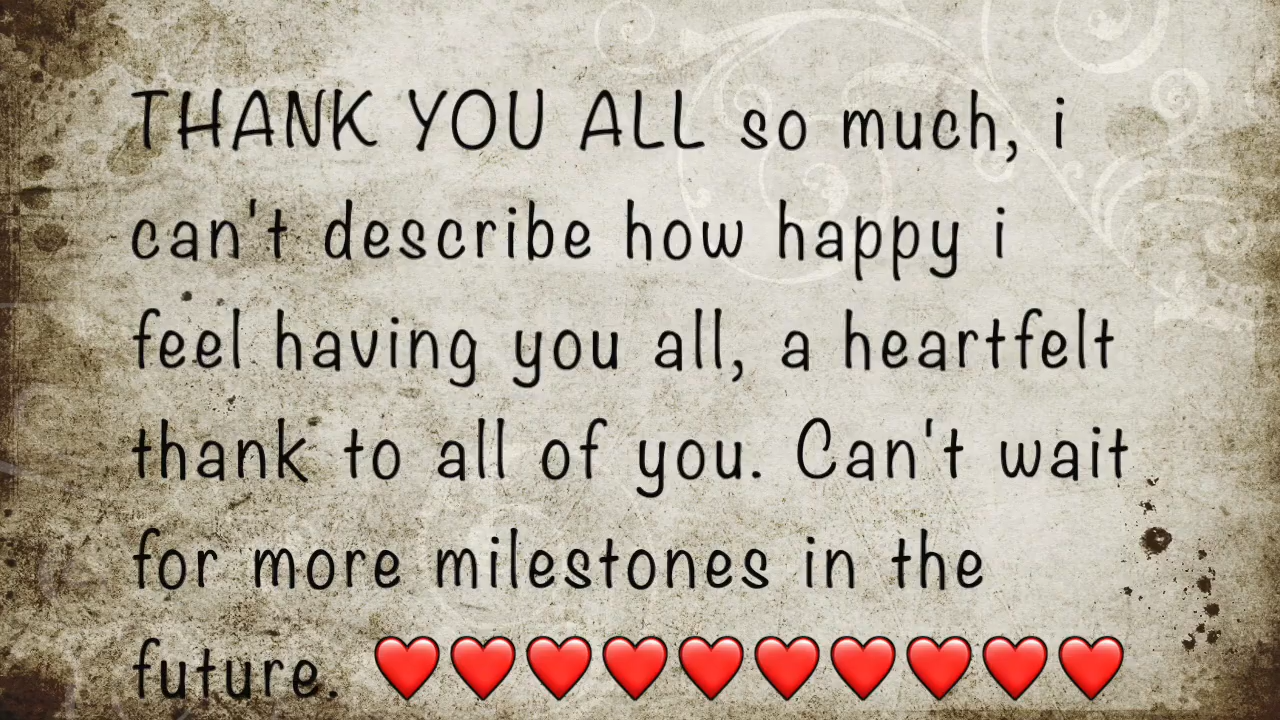 THANK YOU ALL so much, i
can't describe how happy i
feel having you all, a heartfelt
thank to all of you. Can't wait
for more milestones in the
future. ❤️❤️❤️❤️❤️❤️❤️❤️❤️❤️